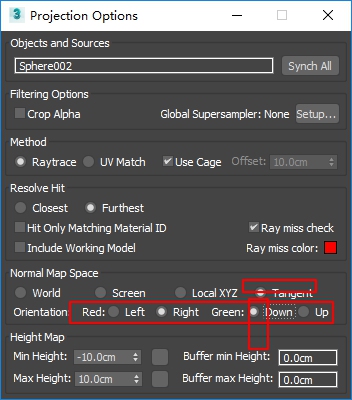 Projection Options
Objects and Sources
Sphere002 Synch All
Filtering Options
Crop Alpha Global Supersampler: None Setup...
Method
Raytrace UV Match Use Cage Offset: 10.0cm
Resolve Hit
Closest Furthest
Hit Only Matching Material ID Ray miss check
Include Working Model Ray miss color:
Normal Map Space
World Screen Local XYZ Tangent
Orientation Red: Left Right Green: Down Up
Height Map
Min Height: -10.0cm Buffer min Height: 0.0cm
Max Height: 10.0cm Buffer max Height: 0.0cm